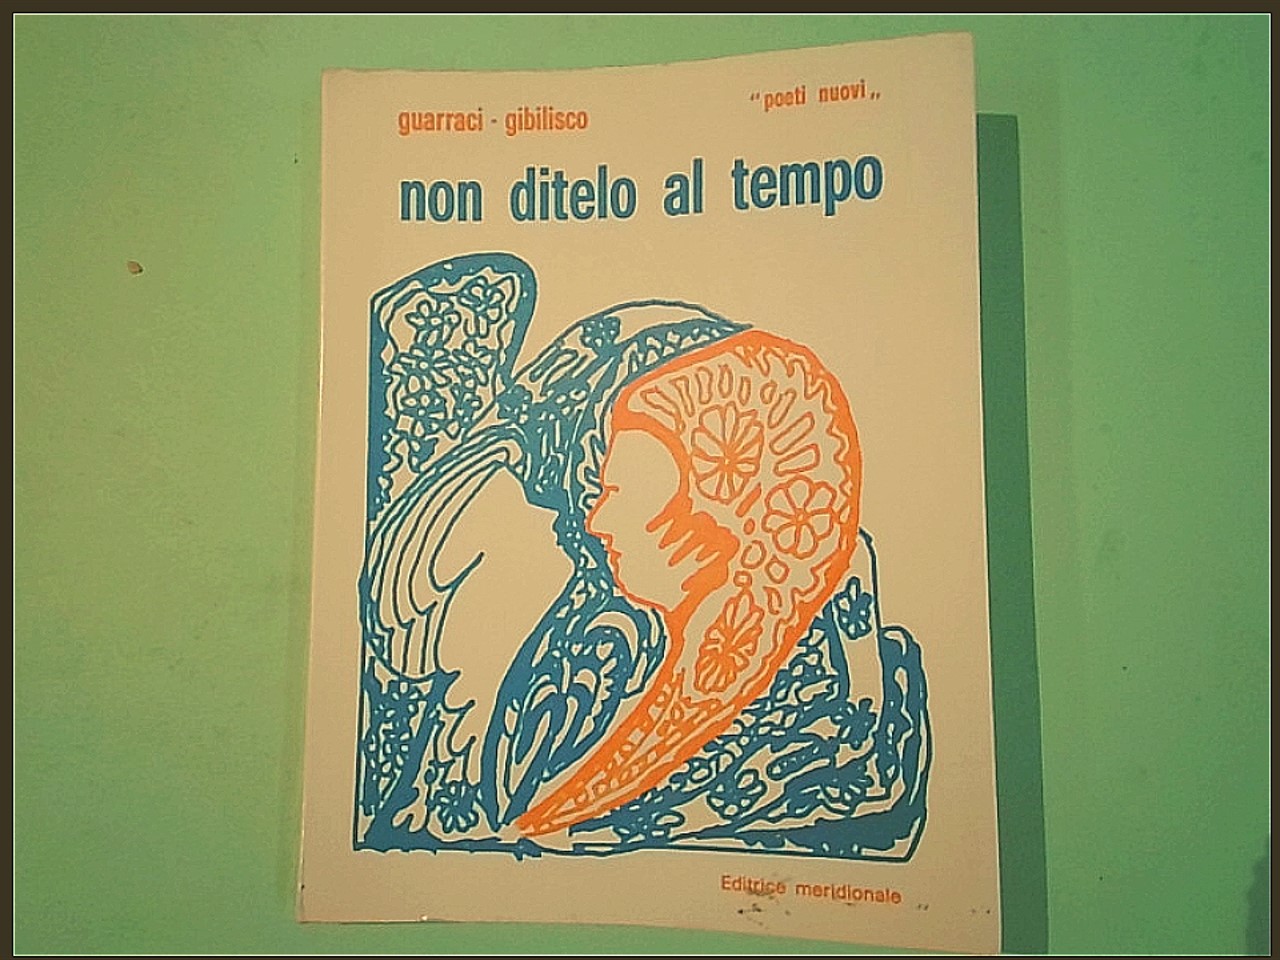 guarraci - gibilisco
"poeti nuovi„
non ditelo al tempo
Editrice meridionale